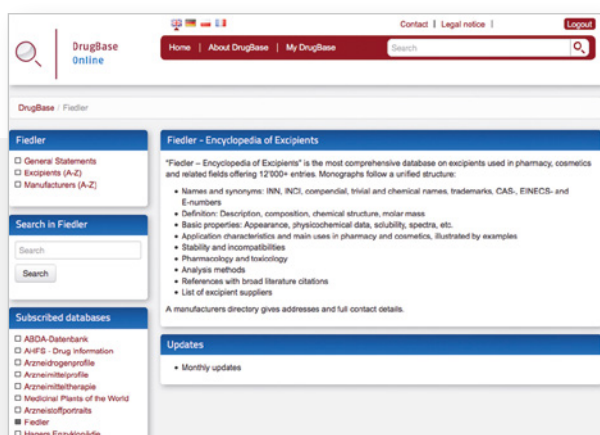 Contact | Legal notice |
Logout
DrugBase
Online
Home | About DrugBase | My DrugBase
Search
DrugBase / Fiedler
Fiedler
General Statements
Excipients (A-Z)
Manufacturers (A-Z)
Search in Fiedler
Search
Search
Subscribed databases
ABDA-Datenbank
AHFS - Drug Information
Arzneidrogenprofile
Arzneimittelprofile
Arzneimitteltherapie
Medicinal Plants of the World
Arzneistoffportraits
Fiedler
Hagers Enzyklopädie
Fiedler - Encyclopedia of Excipients
"Fiedler – Encyclopedia of Excipients" is the most comprehensive database on excipients used in pharmacy, cosmetics
and related fields offering 12'000+ entries. Monographs follow a unified structure:
• Names and synonyms: INN, INCI, compendial, trivial and chemical names, trademarks, CAS-, EINECS- and
E-numbers
• Definition: Description, composition, chemical structure, molar mass
• Basic properties: Appearance, physicochemical data, solubility, spectra, etc.
• Application characteristics and main uses in pharmacy and cosmetics, illustrated by examples
• Stability and incompatibilities
• Pharmacology and toxicology
• Analysis methods
• References with broad literature citations
• List of excipient suppliers
A manufacturers directory gives addresses and full contact details.
Updates
• Monthly updates